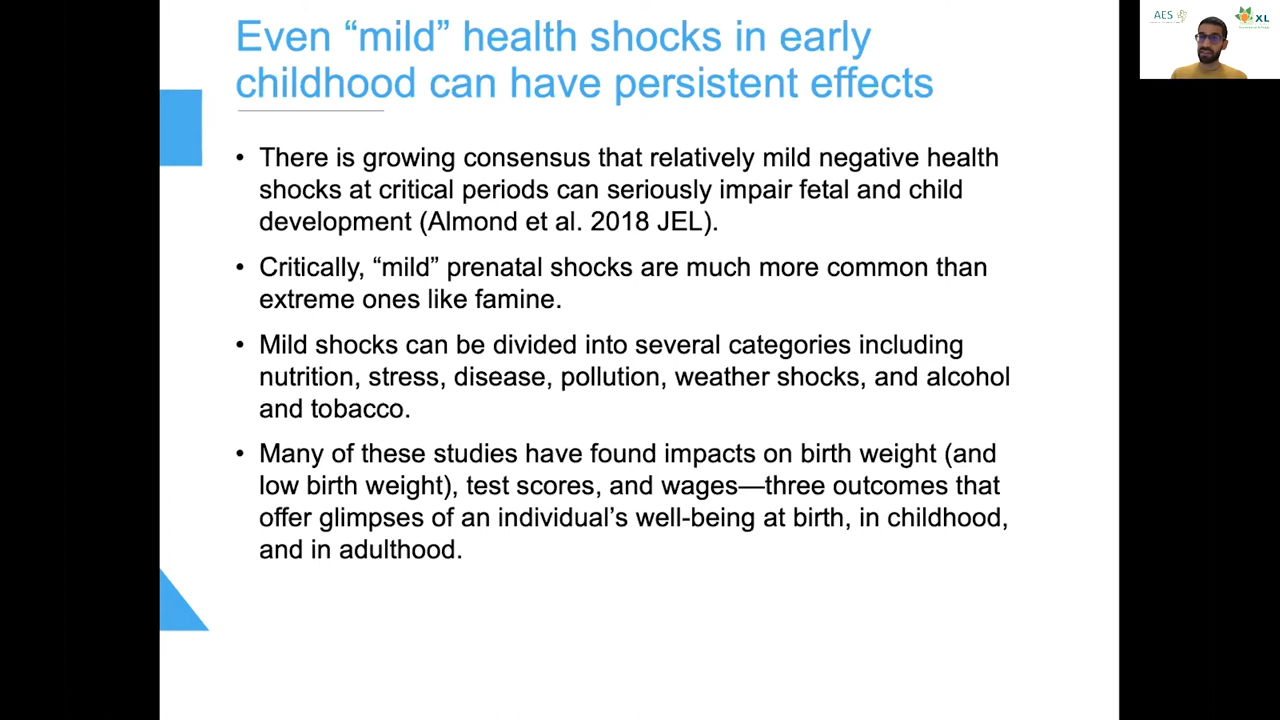 Even “mild” health shocks in early
childhood can have persistent effects
• There is growing consensus that relatively mild negative health
shocks at critical periods can seriously impair fetal and child
development (Almond et al. 2018 JEL).
• Critically, “mild” prenatal shocks are much more common than
extreme ones like famine.
• Mild shocks can be divided into several categories including
nutrition, stress, disease, pollution, weather shocks, and alcohol
and tobacco.
• Many of these studies have found impacts on birth weight (and
low birth weight), test scores, and wages—three outcomes that
offer glimpses of an individual’s well-being at birth, in childhood,
and in adulthood.
AES
XL